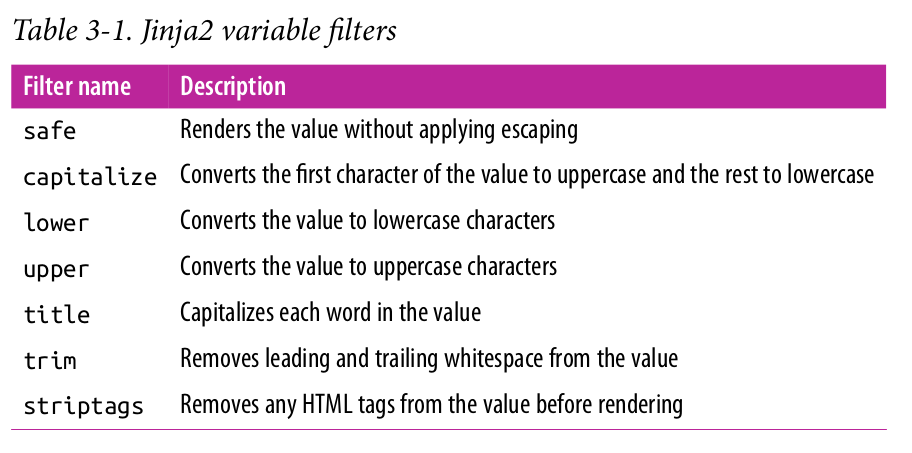 Table 3-1. Jinja2 variable filters
Filter name Description
safe Renders the value without applying escaping
capitalize Converts the first character of the value to uppercase and the rest to lowercase
lower Converts the value to lowercase characters
upper Converts the value to uppercase characters
title Capitalizes each word in the value
trim Removes leading and trailing whitespace from the value
striptags Removes any HTML tags from the value before rendering